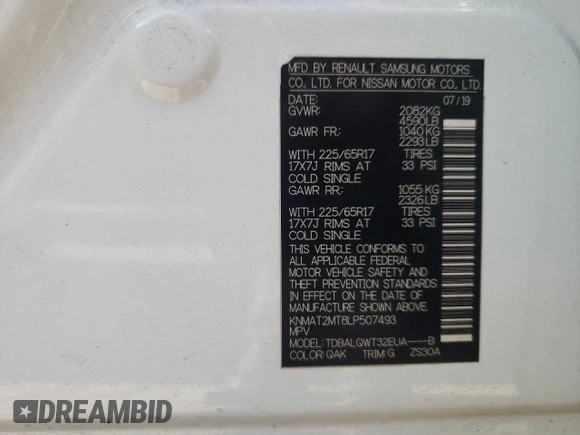 MFD BY RENAULT SAMSUNG MOTORS
CO., LTD. FOR NISSAN MOTOR CO., LTD.
DATE: 07/19
GVWR: 2082KG
4590LB
GAWR FR: 1040 KG
2293LB
WITH 225/65R17 TIRES
17X7J RIMS AT 33 PSI
COLD SINGLE
GAWR RR: 1055 KG
2326LB
WITH 225/65R17 TIRES
17X7J RIMS AT 33 PSI
COLD SINGLE
THIS VEHICLE CONFORMS TO
ALL APPLICABLE FEDERAL
MOTOR VEHICLE SAFETY AND
THEFT PREVENTION STANDARDS
IN EFFECT ON THE DATE OF
MANUFACTURE SHOWN ABOVE.
KNMAT2MT8LP507493
MPV
MODEL: TDBALQWT32EUA----B
COLOR: QAK TRIM: G ZS30A
DREAMBID